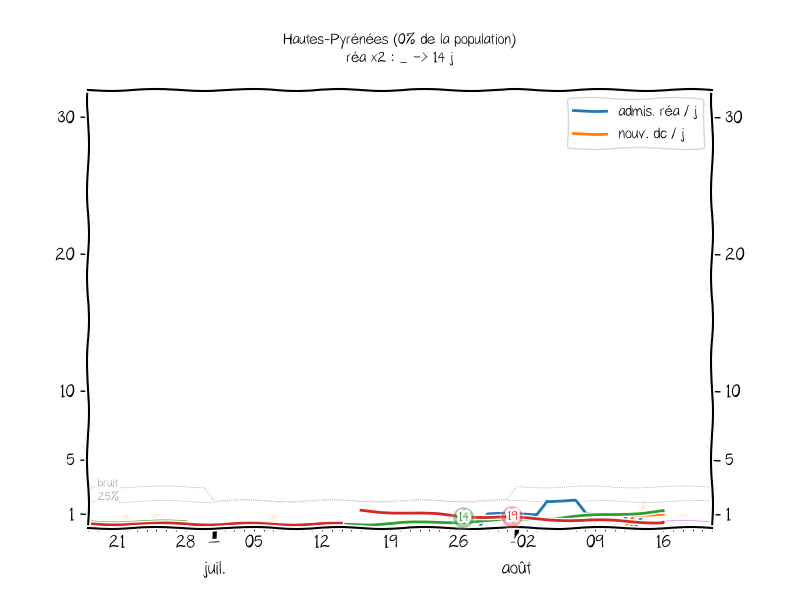 Hautes-Pyrénées (0% de la population)
réa x2 : _ -> 14 j
admis. réa / j
nouv. dc / j
30
30
20
20
10
10
5
5
bruit
25%
1
1
14
19
21 28 05 12 19 26 02 09 16
juil. août